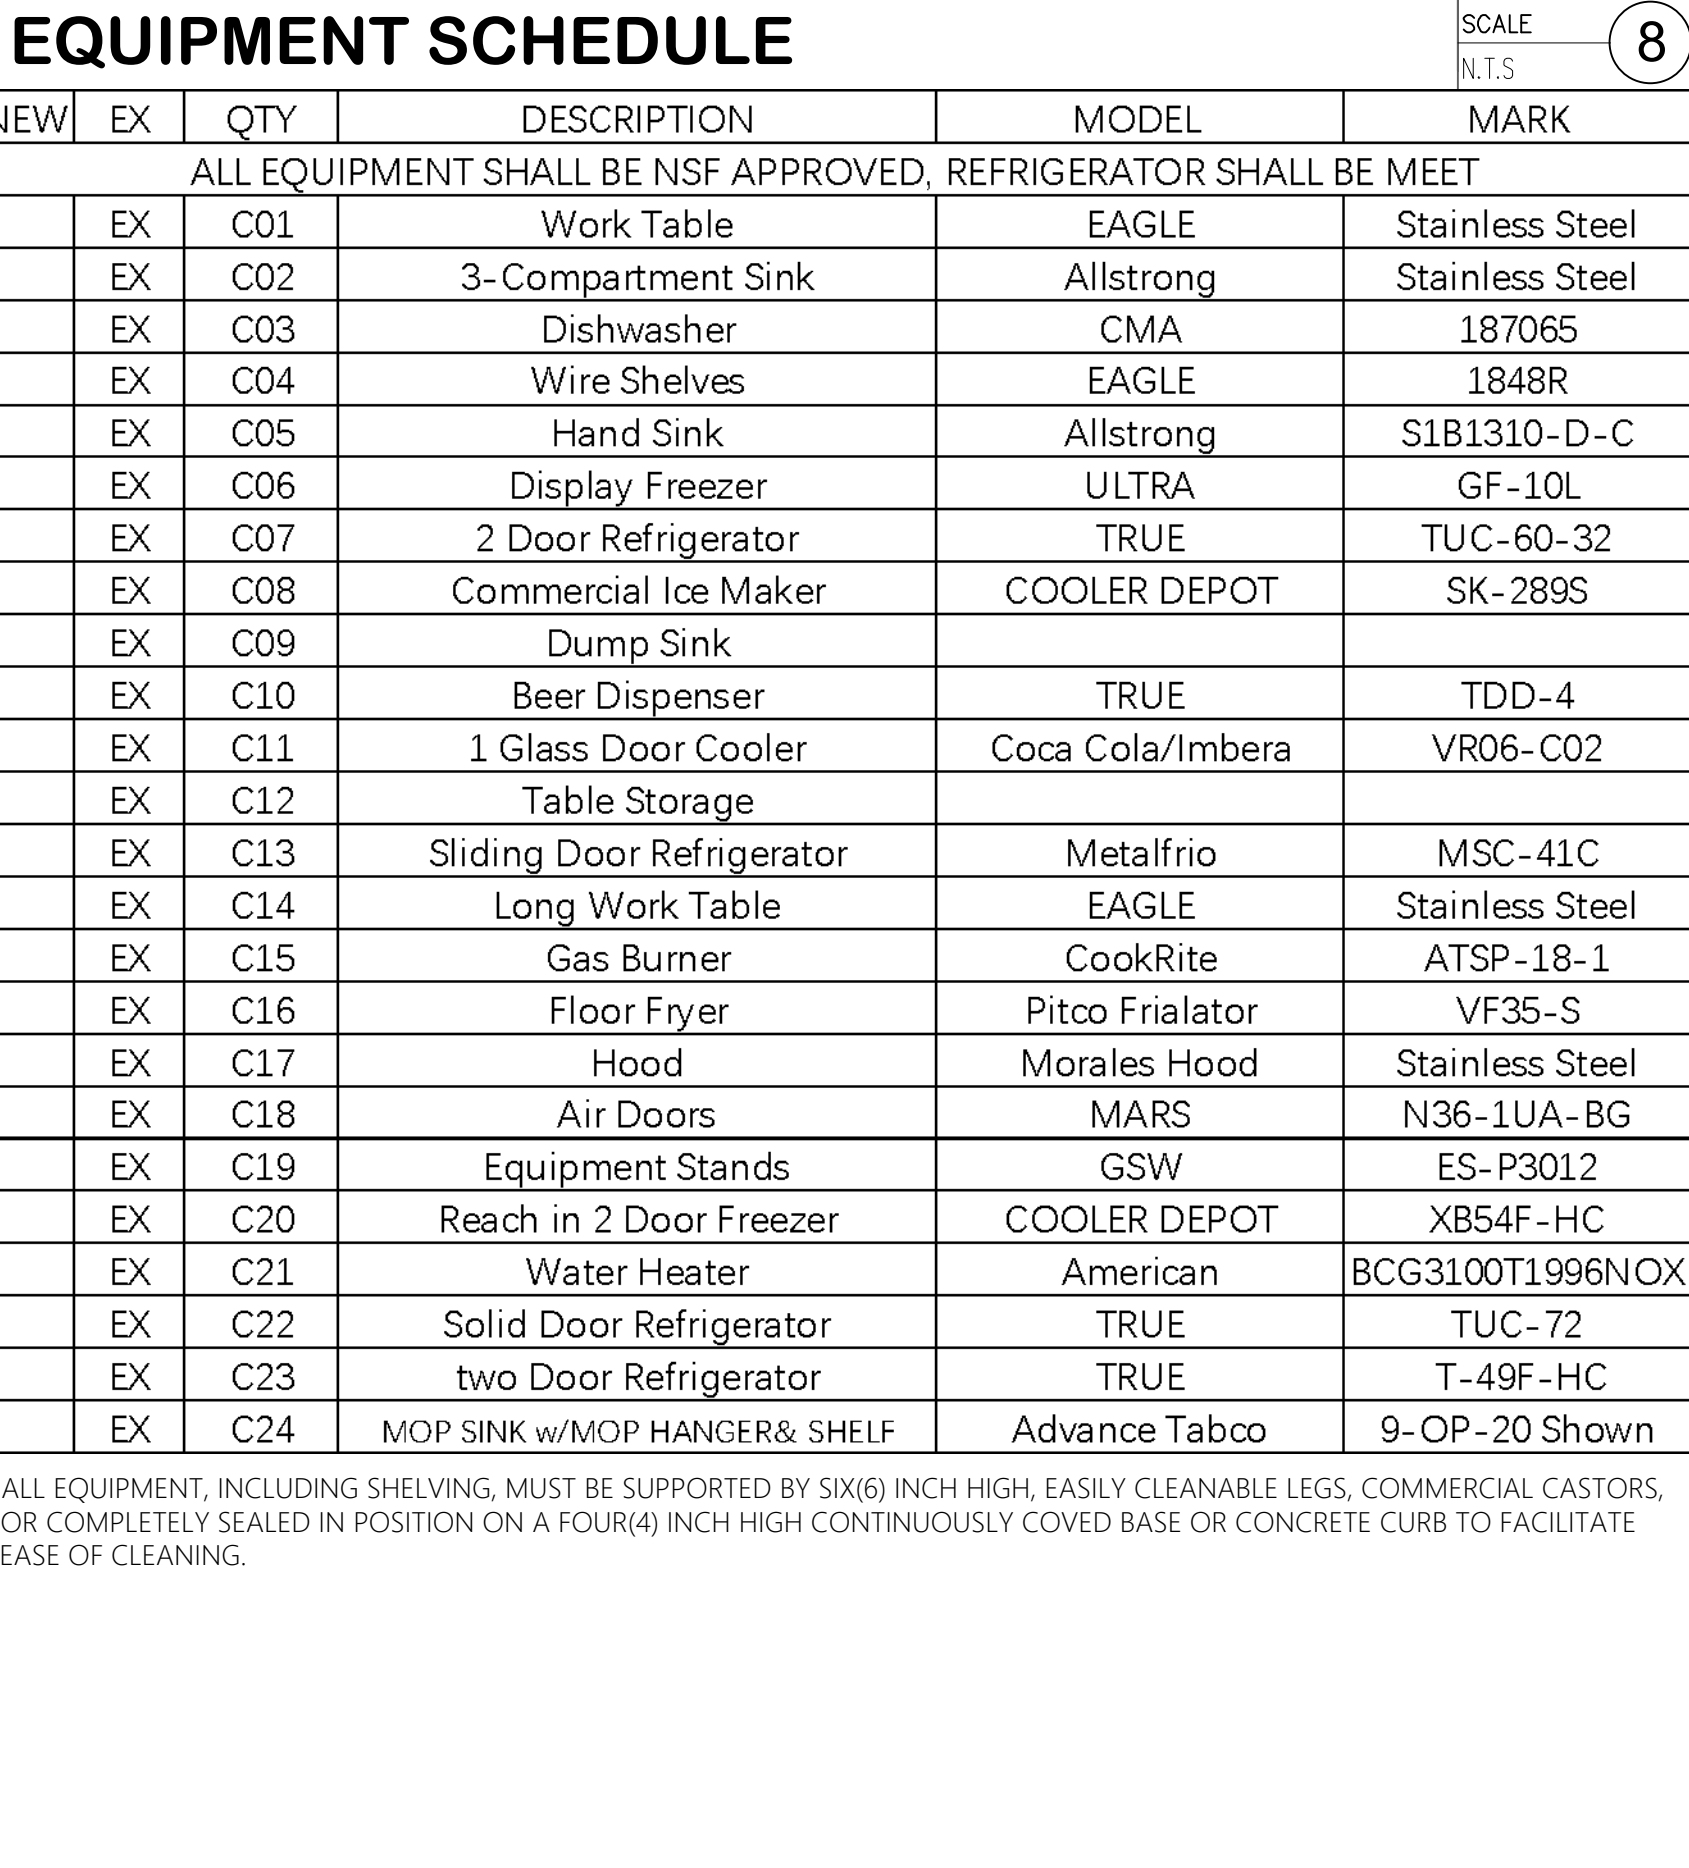 EQUIPMENT SCHEDULE
SCALE
N.T.S
8
NEW EX QTY DESCRIPTION MODEL MARK
ALL EQUIPMENT SHALL BE NSF APPROVED, REFRIGERATOR SHALL BE MEET
EX C01 Work Table EAGLE Stainless Steel
EX C02 3-Compartment Sink Allstrong Stainless Steel
EX C03 Dishwasher CMA 187065
EX C04 Wire Shelves EAGLE 1848R
EX C05 Hand Sink Allstrong S1B1310-D-C
EX C06 Display Freezer ULTRA GF-10L
EX C07 2 Door Refrigerator TRUE TUC-60-32
EX C08 Commercial Ice Maker COOLER DEPOT SK-289S
EX C09 Dump Sink
EX C10 Beer Dispenser TRUE TDD-4
EX C11 1 Glass Door Cooler Coca Cola/Imbera VR06-C02
EX C12 Table Storage
EX C13 Sliding Door Refrigerator Metalfrio MSC-41C
EX C14 Long Work Table EAGLE Stainless Steel
EX C15 Gas Burner CookRite ATSP-18-1
EX C16 Floor Fryer Pitco Frialator VF35-S
EX C17 Hood Morales Hood Stainless Steel
EX C18 Air Doors MARS N36-1UA-BG
EX C19 Equipment Stands GSW ES-P3012
EX C20 Reach in 2 Door Freezer COOLER DEPOT XB54F-HC
EX C21 Water Heater American BCG3100T1996NOX
EX C22 Solid Door Refrigerator TRUE TUC-72
EX C23 two Door Refrigerator TRUE T-49F-HC
EX C24 MOP SINK w/MOP HANGER& SHELF Advance Tabco 9-OP-20 Shown
ALL EQUIPMENT, INCLUDING SHELVING, MUST BE SUPPORTED BY SIX(6) INCH HIGH, EASILY CLEANABLE LEGS, COMMERCIAL CASTORS,
OR COMPLETELY SEALED IN POSITION ON A FOUR(4) INCH HIGH CONTINUOUSLY COVED BASE OR CONCRETE CURB TO FACILITATE
EASE OF CLEANING.